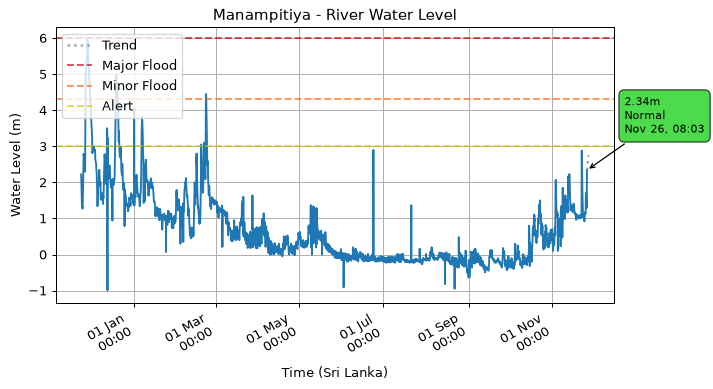 Manampitiya - River Water Level
Water Level (m)
6
5
4
3
2
1
0
−1
Trend
Major Flood
Minor Flood
Alert
2.34m
Normal
Nov 26, 08:03
01 Jan
00:00
01 Mar
00:00
01 May
00:00
01 Jul
00:00
01 Sep
00:00
01 Nov
00:00
Time (Sri Lanka)